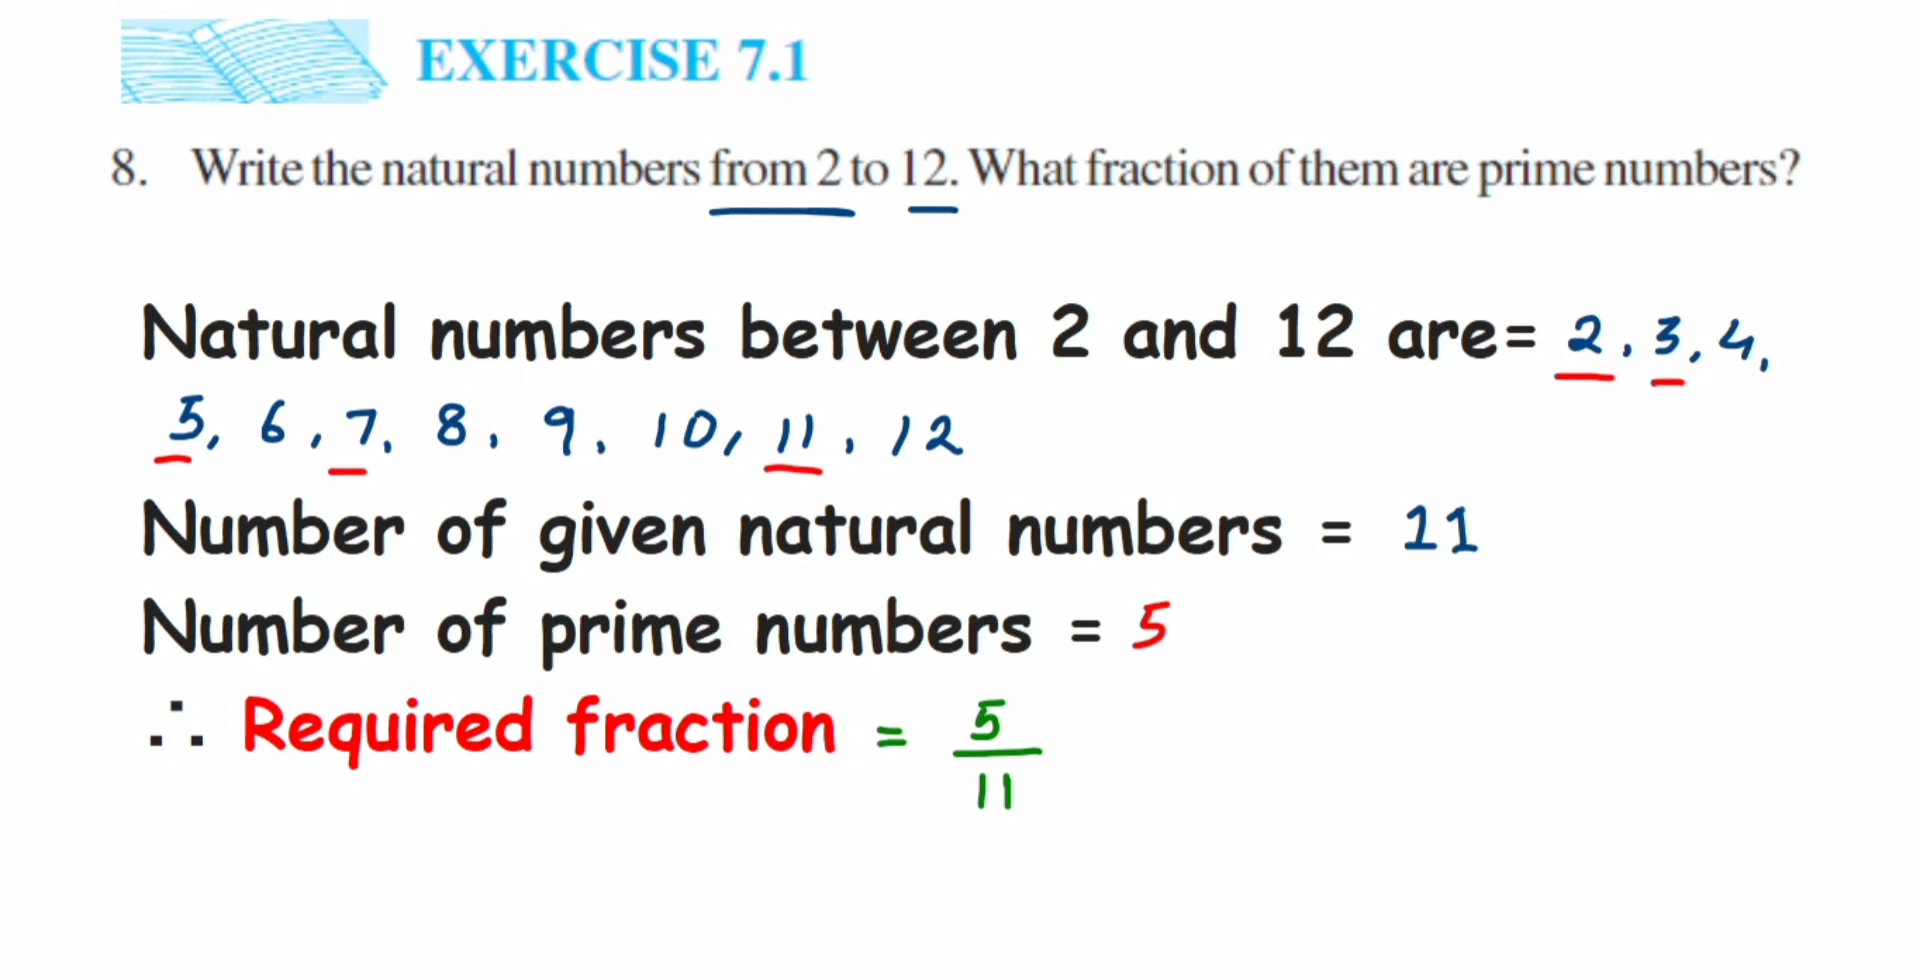 EXERCISE 7.1
8. Write the natural numbers from 2 to 12. What fraction of them are prime numbers?
Natural numbers between 2 and 12 are= 2, 3, 4,
5, 6, 7, 8, 9, 10, 11, 12
Number of given natural numbers = 11
Number of prime numbers = 5
∴ Required fraction = 5
11